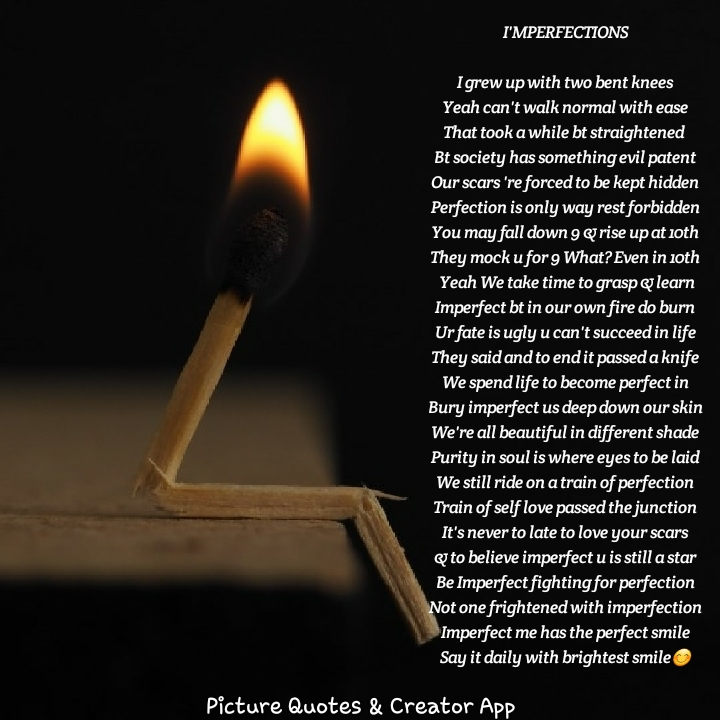 I'MPERFECTIONS
I grew up with two bent knees
Yeah can't walk normal with ease
That took a while bt straightened
Bt society has something evil patent
Our scars 're forced to be kept hidden
Perfection is only way rest forbidden
You may fall down 9 & rise up at 10th
They mock u for 9 What? Even in 10th
Yeah We take time to grasp & learn
Imperfect bt in our own fire do burn
Ur fate is ugly u can't succeed in life
They said and to end it passed a knife
We spend life to become perfect in
Bury imperfect us deep down our skin
We're all beautiful in different shade
Purity in soul is where eyes to be laid
We still ride on a train of perfection
Train of self love passed the junction
It's never to late to love your scars
& to believe imperfect u is still a star
Be Imperfect fighting for perfection
Not one frightened with imperfection
Imperfect me has the perfect smile
Say it daily with brightest smile😊
Picture Quotes & Creator App